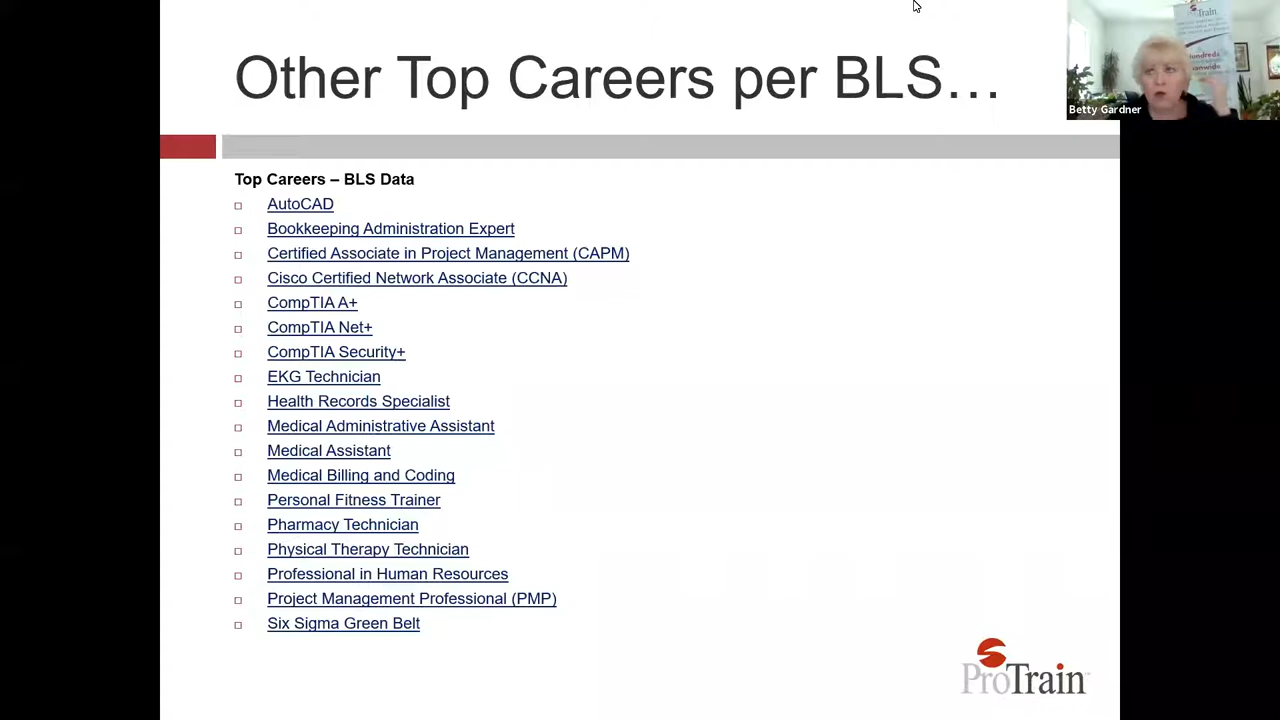 Other Top Careers per BLS…
Top Careers – BLS Data
AutoCAD
Bookkeeping Administration Expert
Certified Associate in Project Management (CAPM)
Cisco Certified Network Associate (CCNA)
CompTIA A+
CompTIA Net+
CompTIA Security+
EKG Technician
Health Records Specialist
Medical Administrative Assistant
Medical Assistant
Medical Billing and Coding
Personal Fitness Trainer
Pharmacy Technician
Physical Therapy Technician
Professional in Human Resources
Project Management Professional (PMP)
Six Sigma Green Belt
ProTrain
Betty Gardner